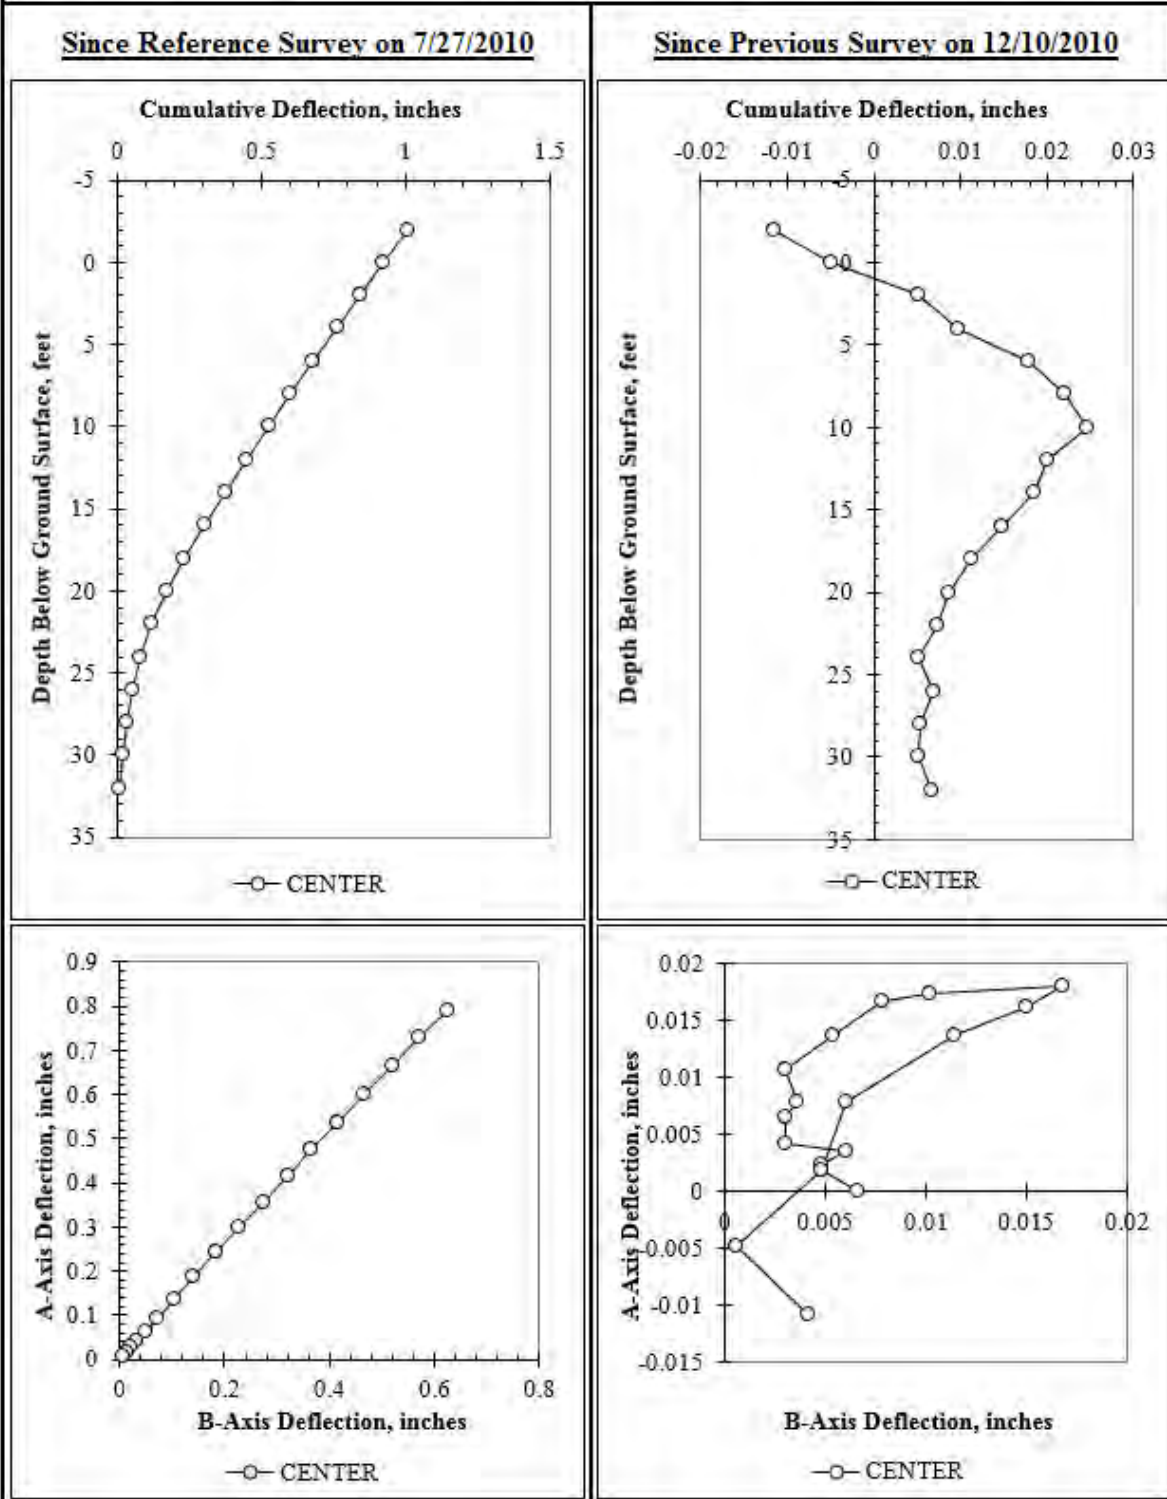 Since Reference Survey on 7/27/2010
Cumulative Deflection, inches
0 0.5 1 1.5
-5
0
5
10
15
20
25
30
35
Depth Below Ground Surface, feet
CENTER
Since Previous Survey on 12/10/2010
Cumulative Deflection, inches
-0.02 -0.01 0 0.01 0.02 0.03
-5
0
5
10
15
20
25
30
35
Depth Below Ground Surface, feet
CENTER
0.9
0.8
0.7
0.6
0.5
0.4
0.3
0.2
0.1
0
A-Axis Deflection, inches
0 0.2 0.4 0.6 0.8
B-Axis Deflection, inches
CENTER
0.02
0.015
0.01
0.005
0
-0.005
-0.01
-0.015
A-Axis Deflection, inches
0 0.005 0.01 0.015 0.02
B-Axis Deflection, inches
CENTER